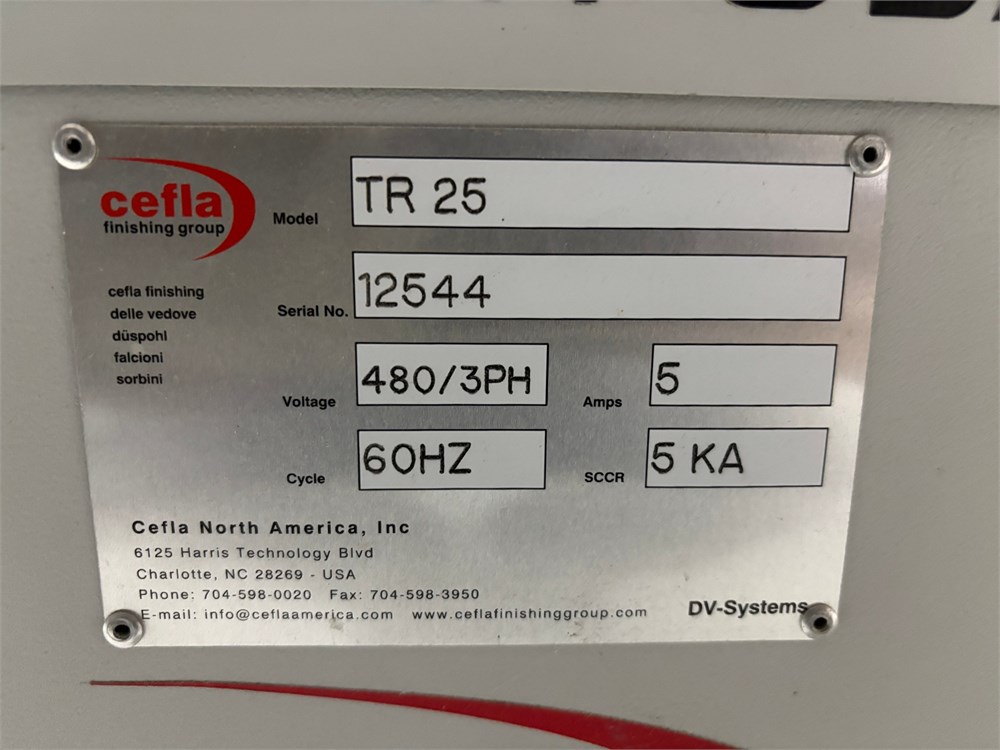 cefla
finishing group
Model TR 25
cefla finishing
delle vedove
düspohl
falcioni
sorbini
Serial No. 12544
Voltage 480/3PH Amps 5
Cycle 60HZ SCCR 5 KA
Cefla North America, Inc
6125 Harris Technology Blvd
Charlotte, NC 28269 - USA
Phone: 704-598-0020 Fax: 704-598-3950
E-mail: info@ceflaamerica.com www.ceflafinishinggroup.com
DV-Systems